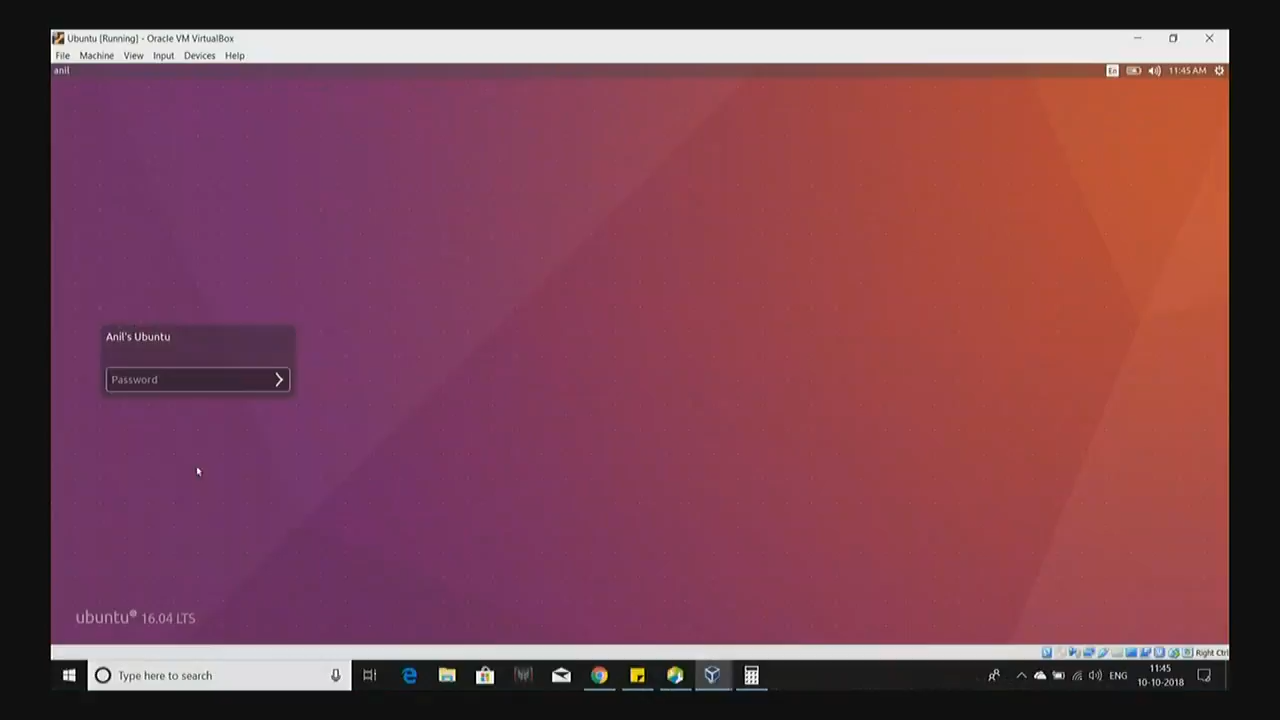 Ubuntu [Running] - Oracle VM VirtualBox
File Machine View Input Devices Help
anil
En
11:45 AM
Anil's Ubuntu
Password
ubuntu® 16.04 LTS
Right Ctrl
Type here to search
ENG
11:45
10-10-2018